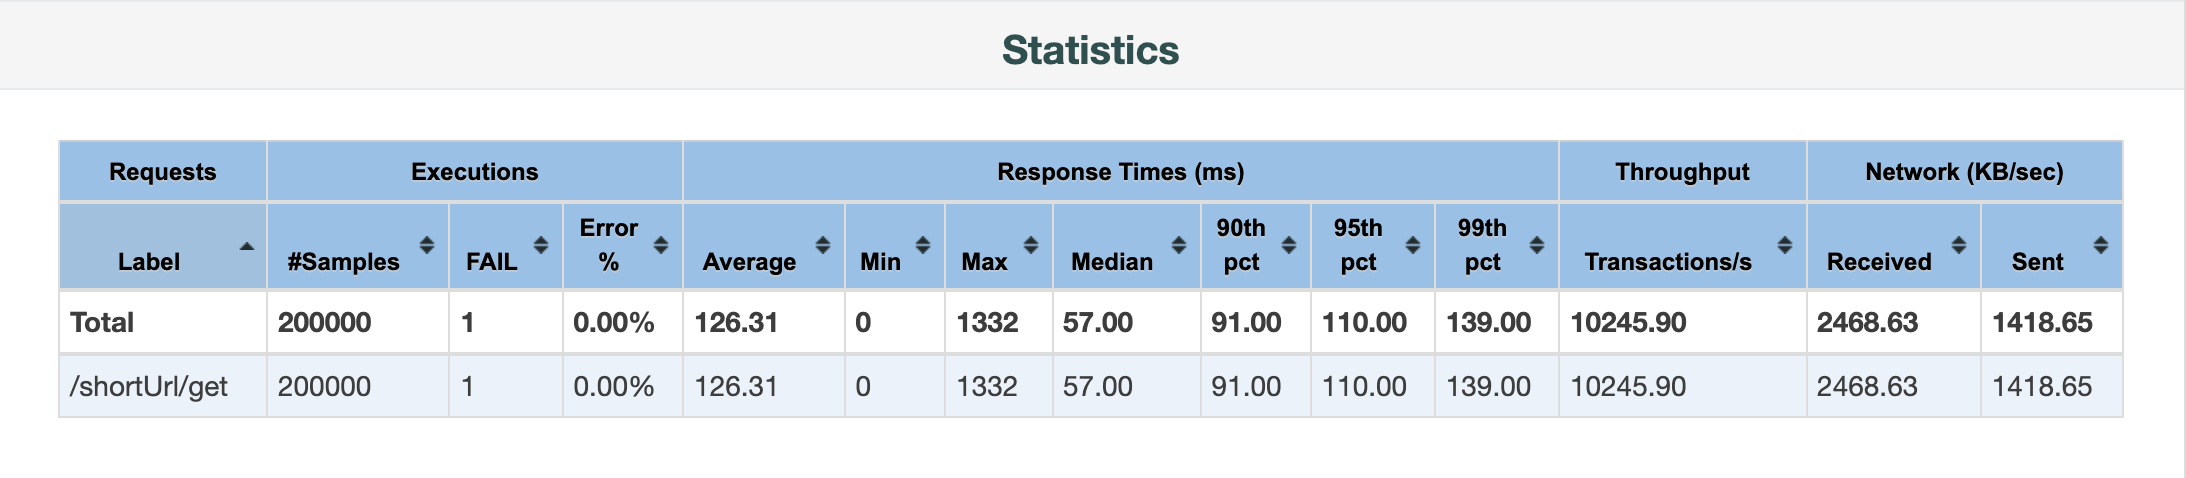 Statistics
Requests Executions Response Times (ms) Throughput Network (KB/sec)
Label #Samples FAIL Error % Average Min Max Median 90th pct 95th pct 99th pct Transactions/s Received Sent
Total 200000 1 0.00% 126.31 0 1332 57.00 91.00 110.00 139.00 10245.90 2468.63 1418.65
/shortUrl/get 200000 1 0.00% 126.31 0 1332 57.00 91.00 110.00 139.00 10245.90 2468.63 1418.65